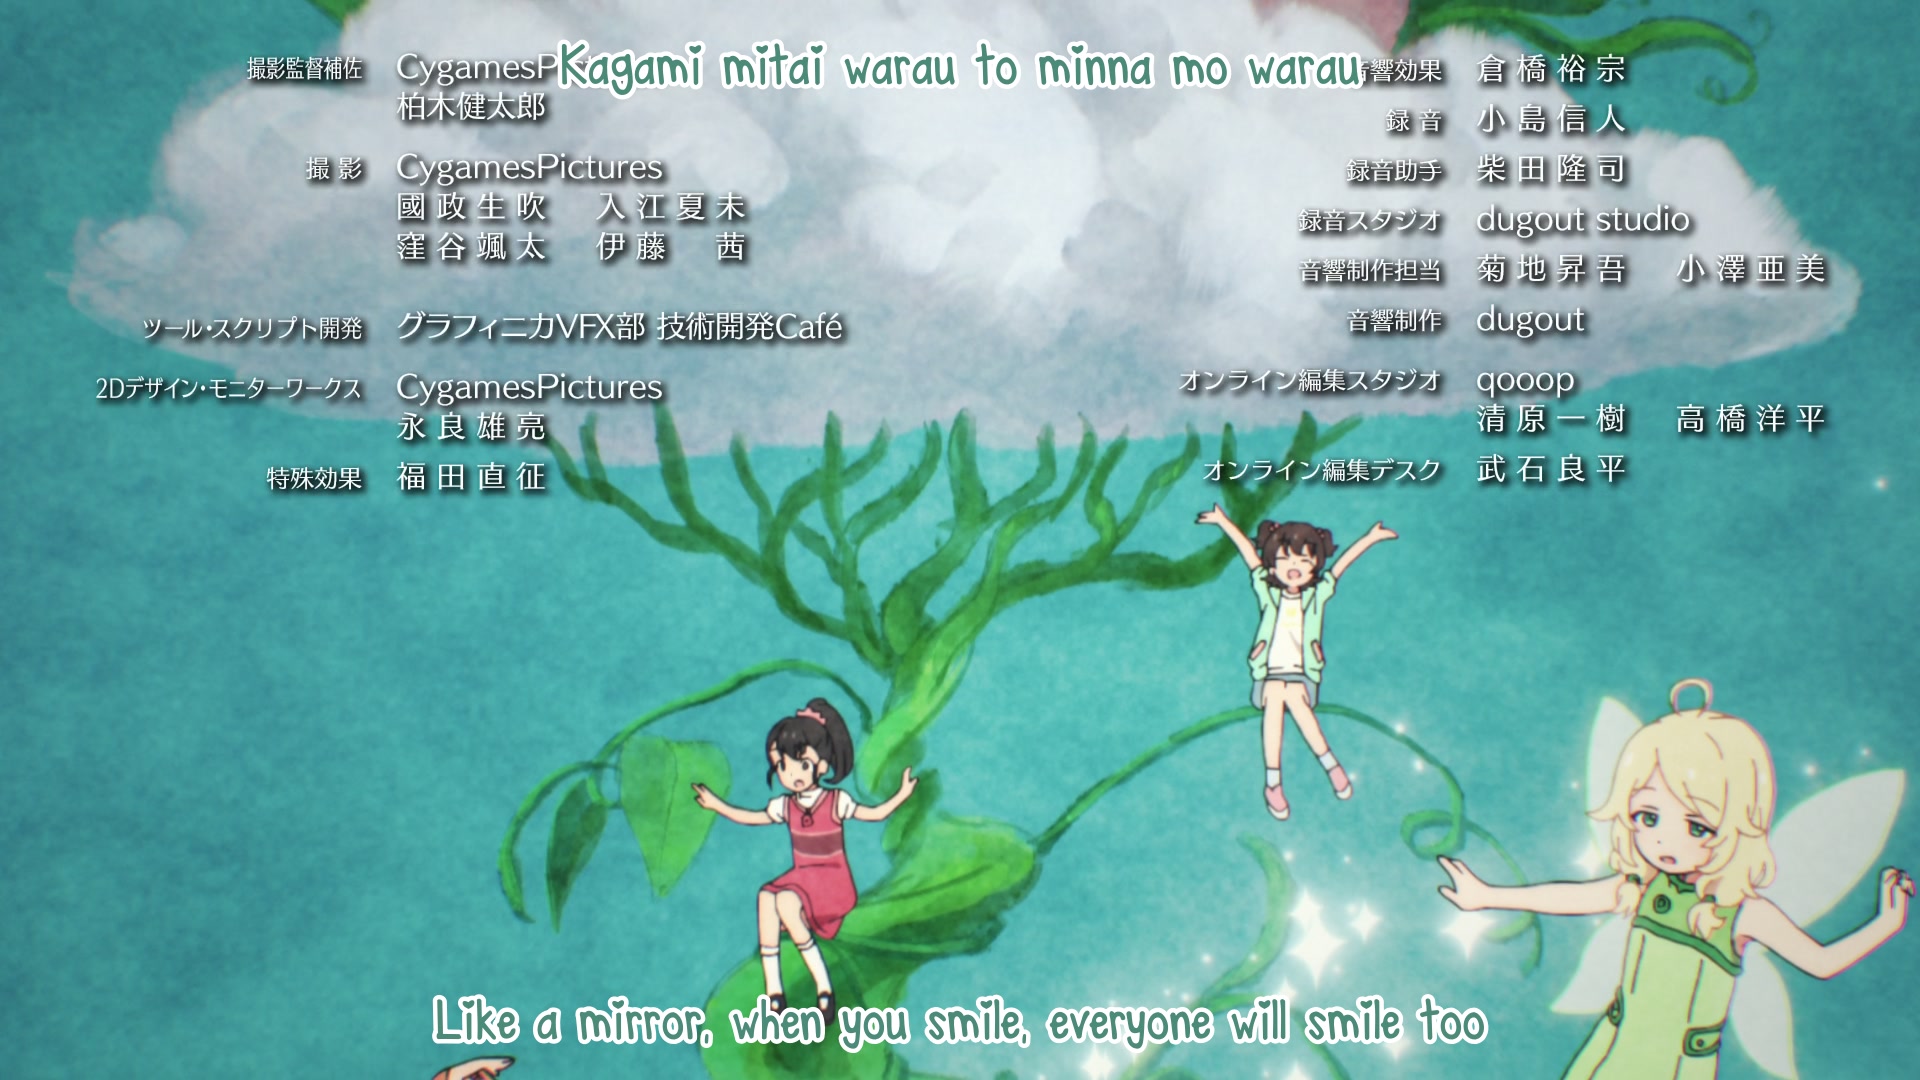 Kagami mitai warau to minna mo warau
撮影監督補佐 CygamesP
柏木健太郎
撮影 CygamesPictures
國政生吹 入江夏未
窪谷颯太 伊藤 茜
ツール・スクリプト開発 グラフィニカVFX部 技術開発Café
2Dデザイン・モニターワークス CygamesPictures
永良雄亮
特殊効果 福田直征
音響効果 倉橋裕宗
録音 小島信人
録音助手 柴田隆司
録音スタジオ dugout studio
音響制作担当 菊地昇吾 小澤亜美
音響制作 dugout
オンライン編集スタジオ qooop
清原一樹 高橋洋平
オンライン編集デスク 武石良平
Like a mirror, when you smile, everyone will smile too